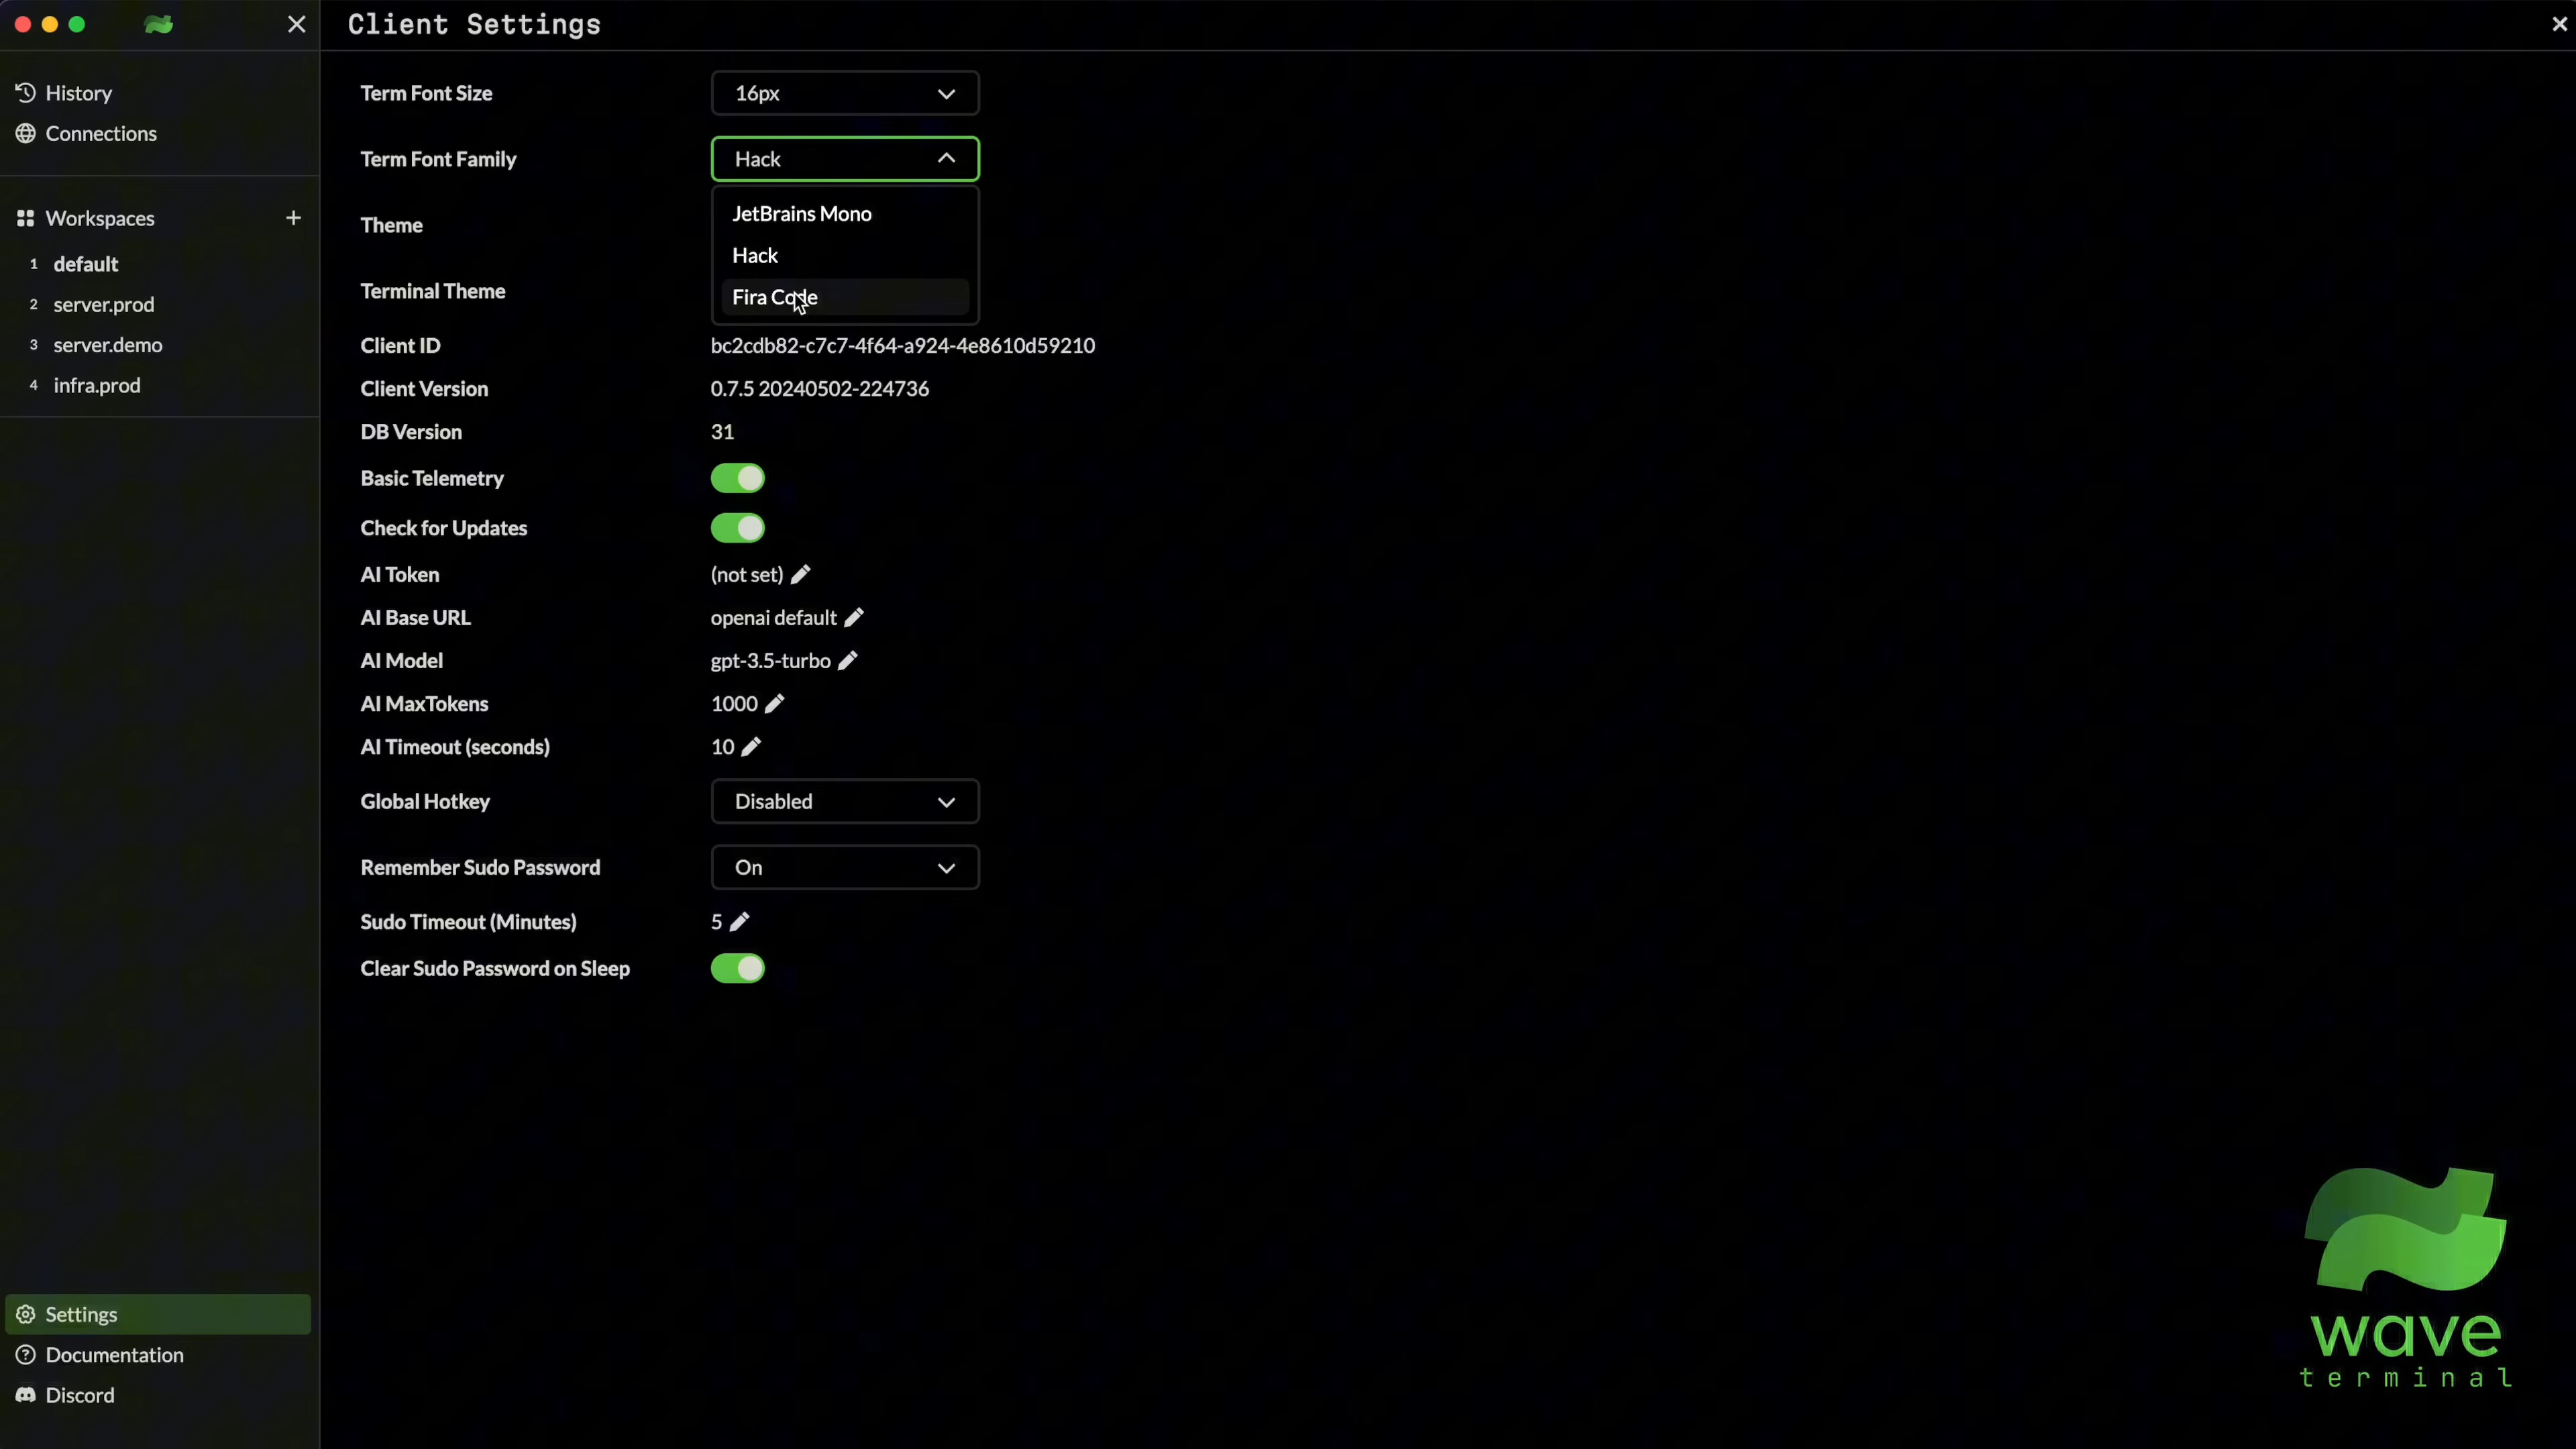 Client Settings
History
Connections
Workspaces
1 default
2 server.prod
3 server.demo
4 infra.prod
Settings
Documentation
Discord
Term Font Size 16px
Term Font Family Hack
JetBrains Mono
Theme
Hack
Terminal Theme Fira Code
Client ID bc2cdb82-c7c7-4f64-a924-4e8610d59210
Client Version 0.7.5 20240502-224736
DB Version 31
Basic Telemetry
Check for Updates
AI Token (not set)
AI Base URL openai default
AI Model gpt-3.5-turbo
AI MaxTokens 1000
AI Timeout (seconds) 10
Global Hotkey Disabled
Remember Sudo Password On
Sudo Timeout (Minutes) 5
Clear Sudo Password on Sleep
wave
terminal